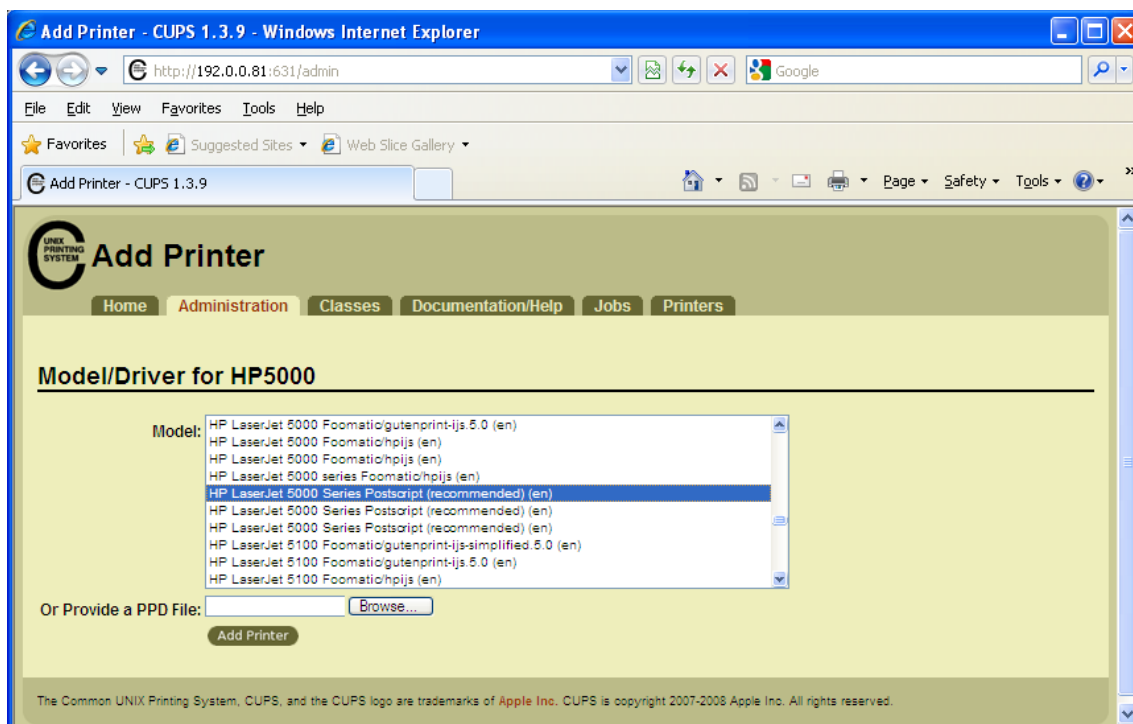 Add Printer - CUPS 1.3.9 - Windows Internet Explorer
http://192.0.0.81:631/admin Google
File Edit View Favorites Tools Help
Favorites Suggested Sites Web Slice Gallery
Add Printer - CUPS 1.3.9 Page Safety Tools
UNIX
PRINTING
SYSTEM
Add Printer
Home Administration Classes Documentation/Help Jobs Printers
Model/Driver for HP5000
Model:
HP LaserJet 5000 Foomatic/gutenprint-ijs.5.0 (en)
HP LaserJet 5000 Foomatic/hpijs (en)
HP LaserJet 5000 Foomatic/hpijs (en)
HP LaserJet 5000 series Foomatic/hpijs (en)
HP LaserJet 5000 Series Postscript (recommended) (en)
HP LaserJet 5000 Series Postscript (recommended) (en)
HP LaserJet 5000 Series Postscript (recommended) (en)
HP LaserJet 5100 Foomatic/gutenprint-ijs-simplified.5.0 (en)
HP LaserJet 5100 Foomatic/gutenprint-ijs.5.0 (en)
HP LaserJet 5100 Foomatic/hpijs (en)
Or Provide a PPD File: Browse...
Add Printer
The Common UNIX Printing System, CUPS, and the CUPS logo are trademarks of Apple Inc. CUPS is copyright 2007-2008 Apple Inc. All rights reserved.